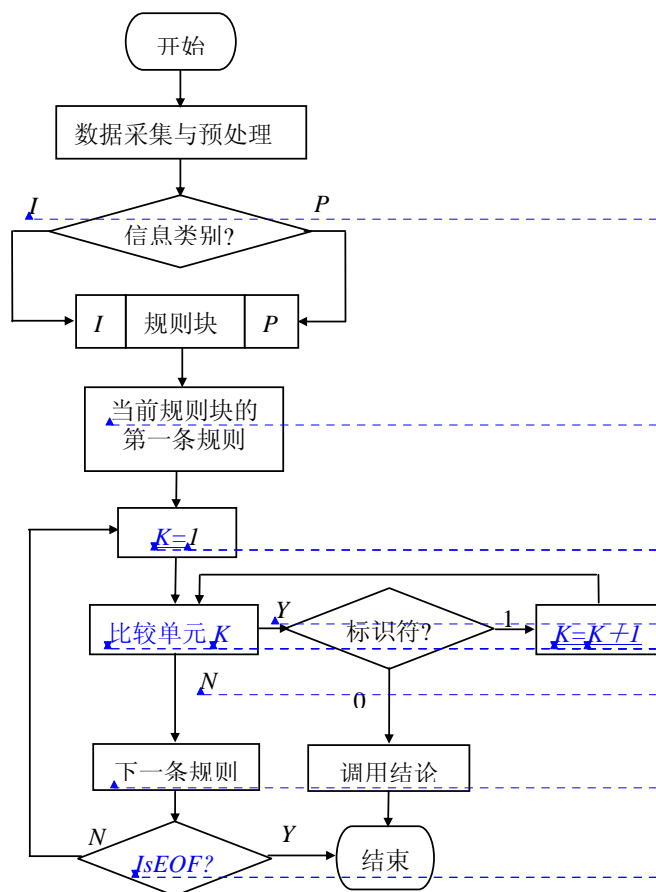 开始
数据采集与预处理
I
P
信息类别?
I 规则块 P
当前规则块的
第一条规则
K=1
比较单元 K
Y
标识符?
1
K=K+1
N
0
下一条规则
调用结论
N
IsEOF?
Y
结束